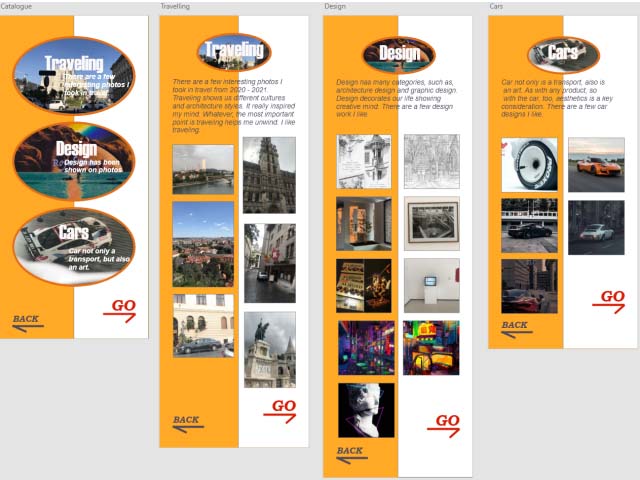 Catalogue
Traveling
There are a few
interesting photos I
took in travel
Design
Design has been
shown on photos
Cars
Car not only a
transport, but also
an art.
BACK
GO
Travelling
Traveling
There are a few interesting photos I
took in travel from 2020 - 2021.
Traveling shows us different cultures
and architecture styles. It really inspired
my mind. Whatever, the most important
point is traveling helps me unwind. I like
traveling.
BACK
GO
Design
Design
Design has many categories, such as,
architecture design and graphic design.
Design decorates our life showing
creative mind. There are a few design
work I like.
BACK
GO
Cars
Cars
Car not only is a transport, also is
an art. As with any product, so
with the car, too, aesthetics is a key
consideration. There are a few car
designs I like.
BACK
GO